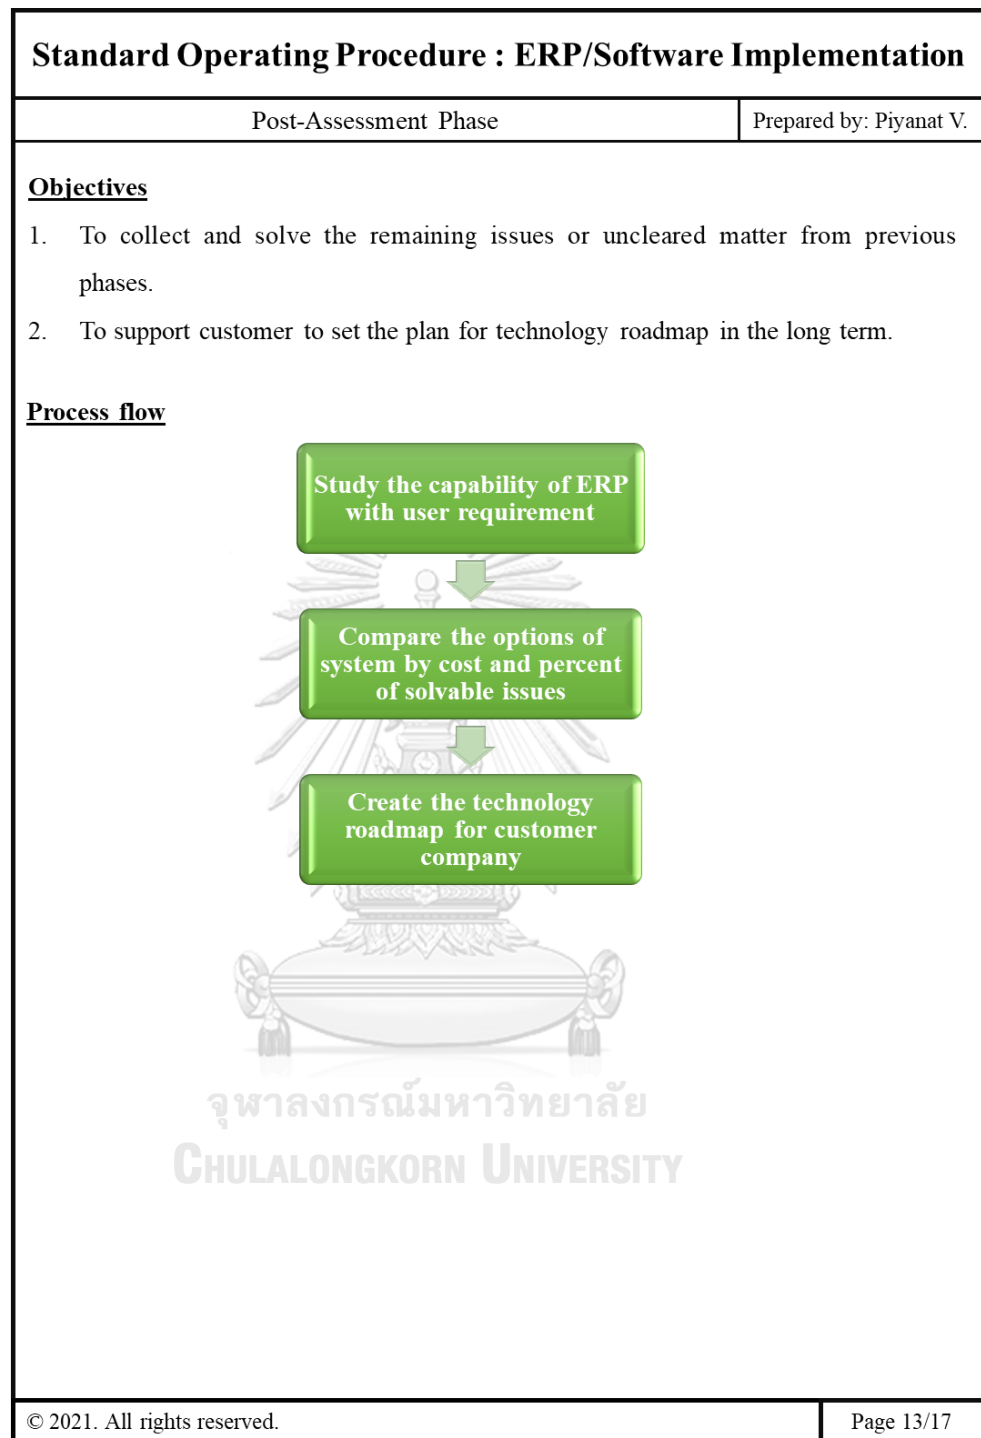 Standard Operating Procedure : ERP/Software Implementation
Post-Assessment Phase
Prepared by: Piyanat V.
Objectives
1. To collect and solve the remaining issues or uncleared matter from previous
phases.
2. To support customer to set the plan for technology roadmap in the long term.
Process flow
Study the capability of ERP
with user requirement
Compare the options of
system by cost and percent
of solvable issues
Create the technology
roadmap for customer
company
จุฬาลงกรณ์มหาวิทยาลัย
CHULALONGKORN UNIVERSITY
© 2021. All rights reserved.
Page 13/17